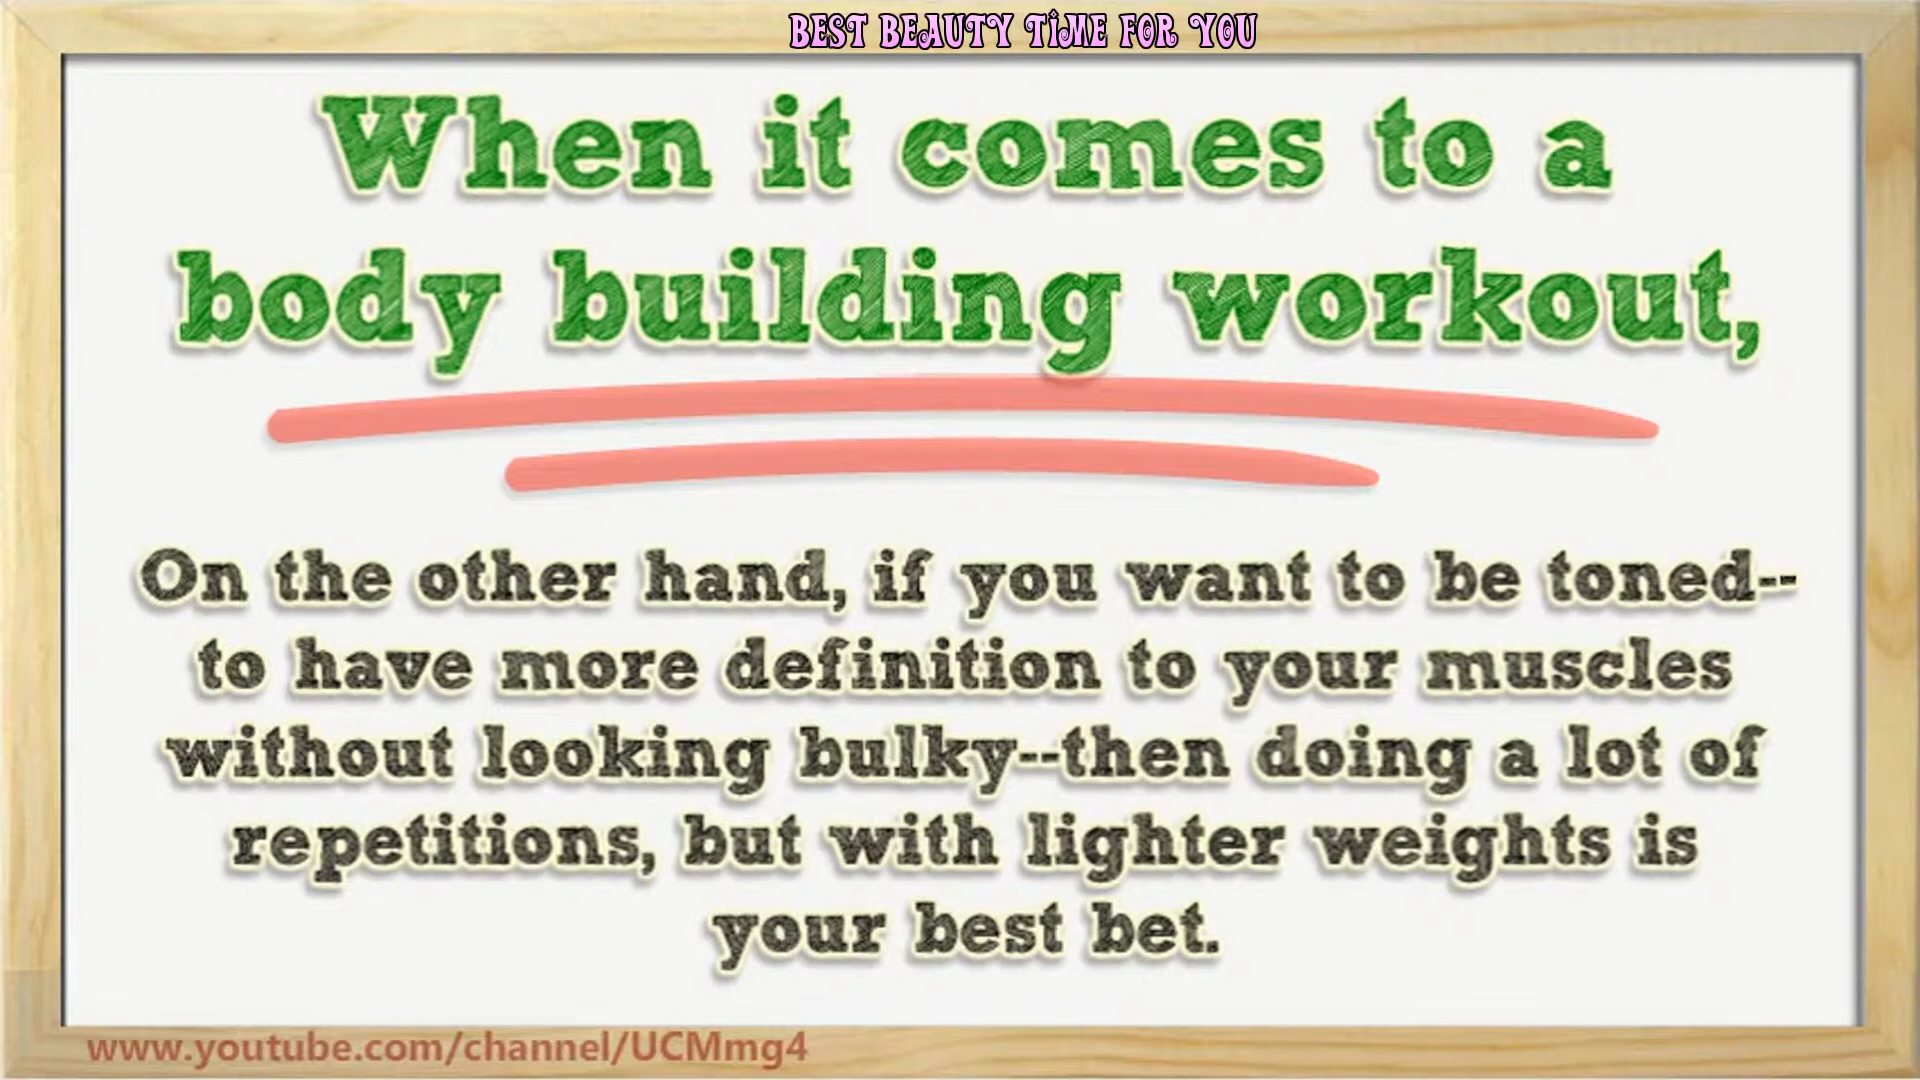 BEST BEAUTY TIME FOR YOU
When it comes to a
body building workout,
On the other hand, if you want to be toned--
to have more definition to your muscles
without looking bulky--then doing a lot of
repetitions, but with lighter weights is
your best bet.
www.youtube.com/channel/UCMmg4